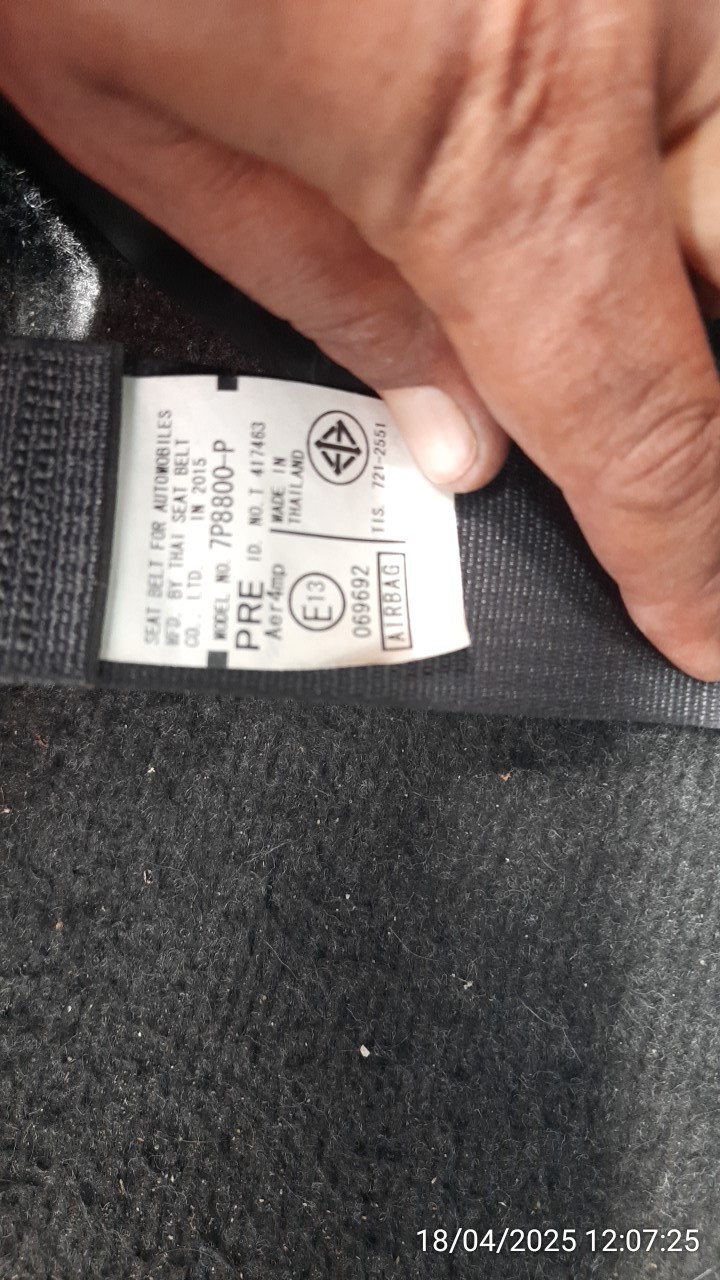 SEAT BELT FOR AUTOMOBILES
MFD. BY THAI SEAT BELT
CO., LTD. IN 2015
MODEL NO. 7P8800-P
PRE ID. NO. T 417463
Aer4mp
MADE IN
THAILAND
E13
069692
AIRBAG
TIS. 721-2551
18/04/2025 12:07:25